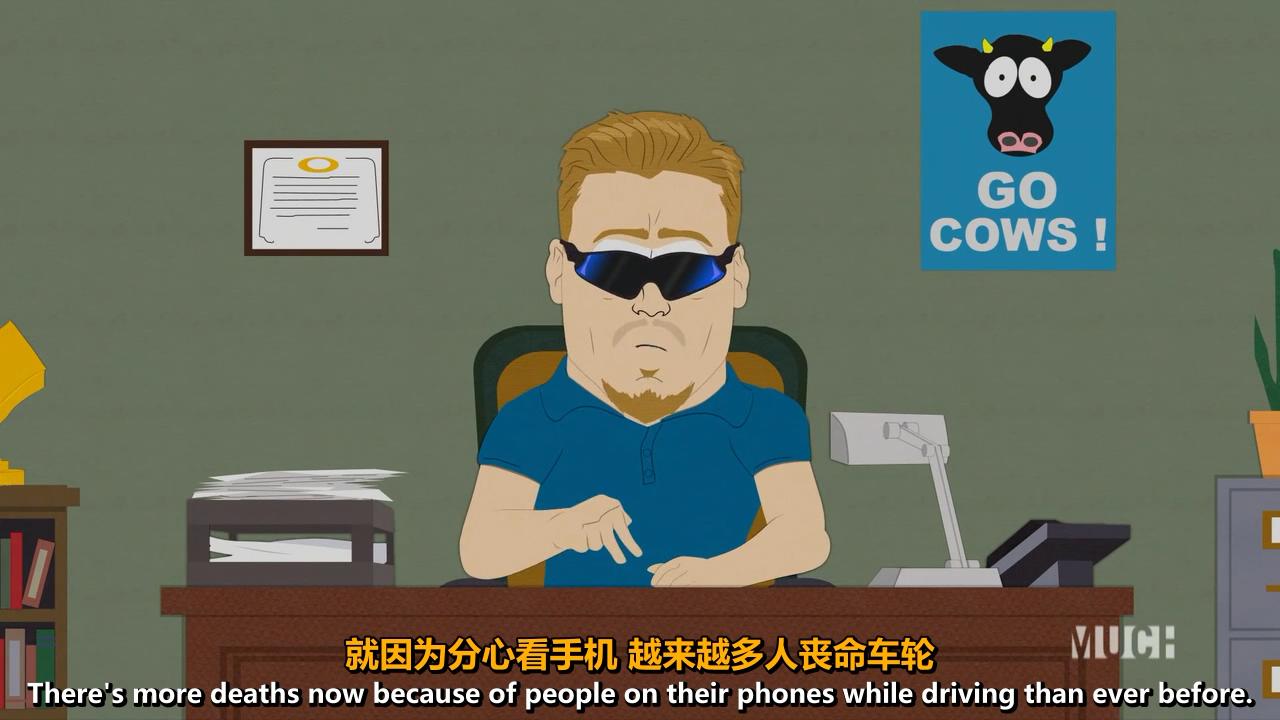 GO
COWS !
就因为分心看手机 越来越多人丧命车轮
MUCH
There's more deaths now because of people on their phones while driving than ever before.